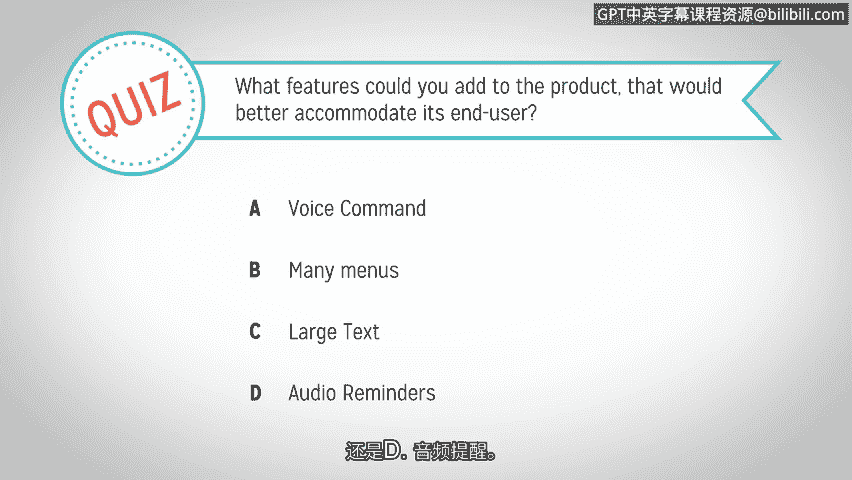 GPT中英字幕课程资源@bilibili.com
QUIZ
What features could you add to the product, that would
better accommodate its end-user?
A Voice Command
B Many menus
C Large Text
D Audio Reminders
还是D. 音频提醒。